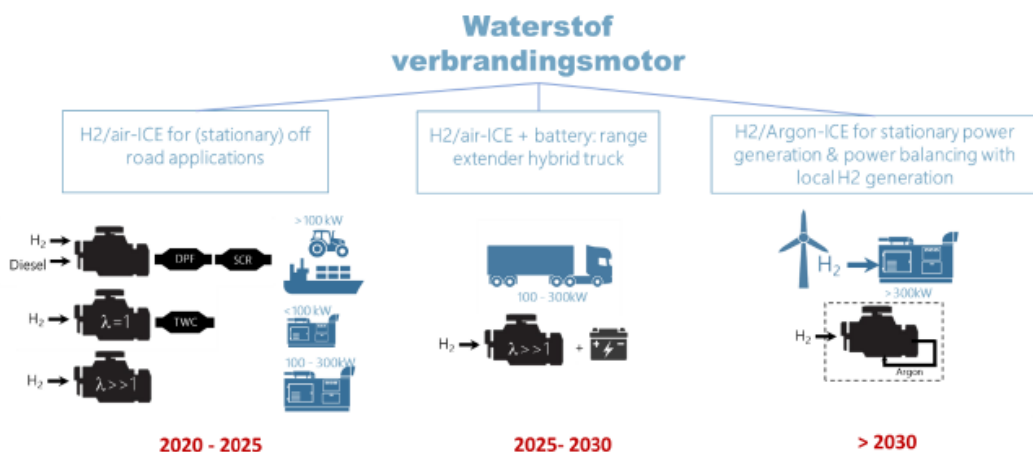 Waterstof
verbrandingsmotor
H2/air-ICE for (stationary) off
road applications
H2/air-ICE + battery: range
extender hybrid truck
H2/Argon-ICE for stationary power
generation & power balancing with
local H2 generation
>100 kW
H₂
Diesel
DPF
SCR
<100kW
H₂
λ=1
TWC
100 - 300kW
H₂
λ>>1
100 - 300kW
H₂
λ>>1
+
+ -
H₂
>300kW
H₂
Argon
2020 - 2025
2025- 2030
> 2030